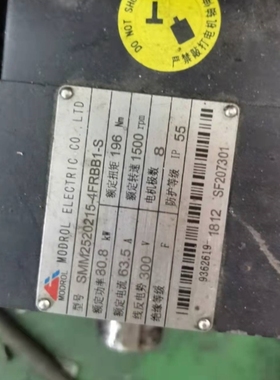 DO NOT SHO
敲打电机轴
MODROL
MODROL ELECTRIC CO. LTD
型号 SMM2520215-4FRBB1-S
额定功率 30.8 kW 额定扭矩 196 Nm
额定电流 63.5 A 额定转速 1500 rpm
线反电势 300 V 电机极数 8
绝缘等级 F 防护等级 IP 55
9362619-1812 SF207301